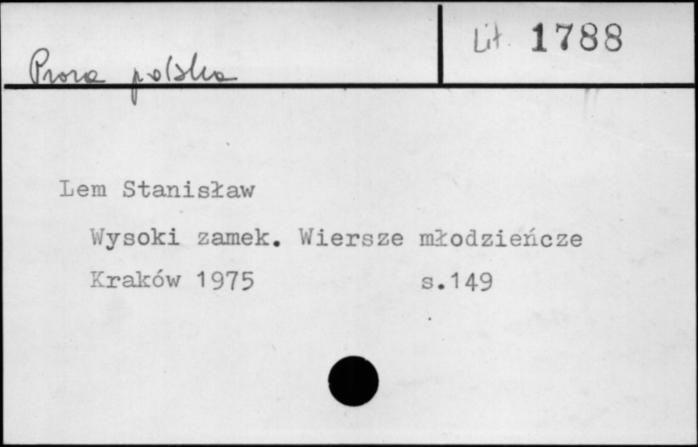 Lit. 1788
Proza polska
Lem Stanisław
Wysoki zamek. Wiersze młodzieńcze
Kraków 1975 s.149